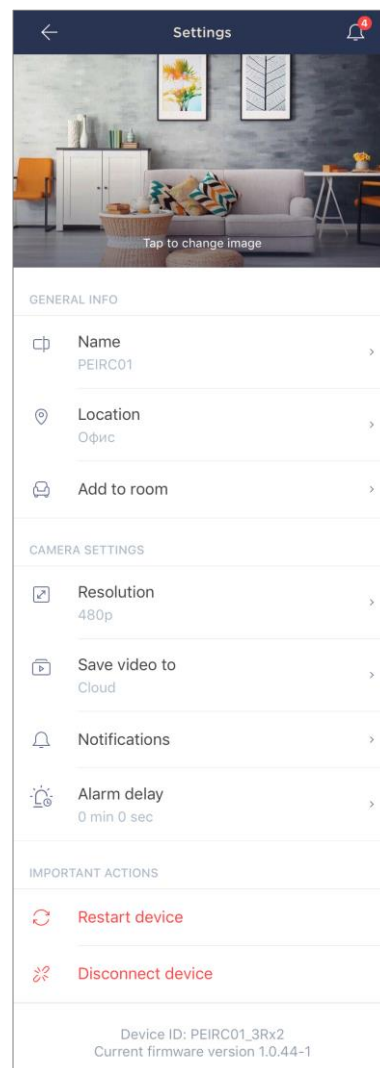 Settings
4
Tap to change image
GENERAL INFO
Name
PEIRC01
Location
Офис
Add to room
CAMERA SETTINGS
Resolution
480p
Save video to
Cloud
Notifications
Alarm delay
0 min 0 sec
IMPORTANT ACTIONS
Restart device
Disconnect device
Device ID: PEIRC01_3Rx2
Current firmware version 1.0.44-1